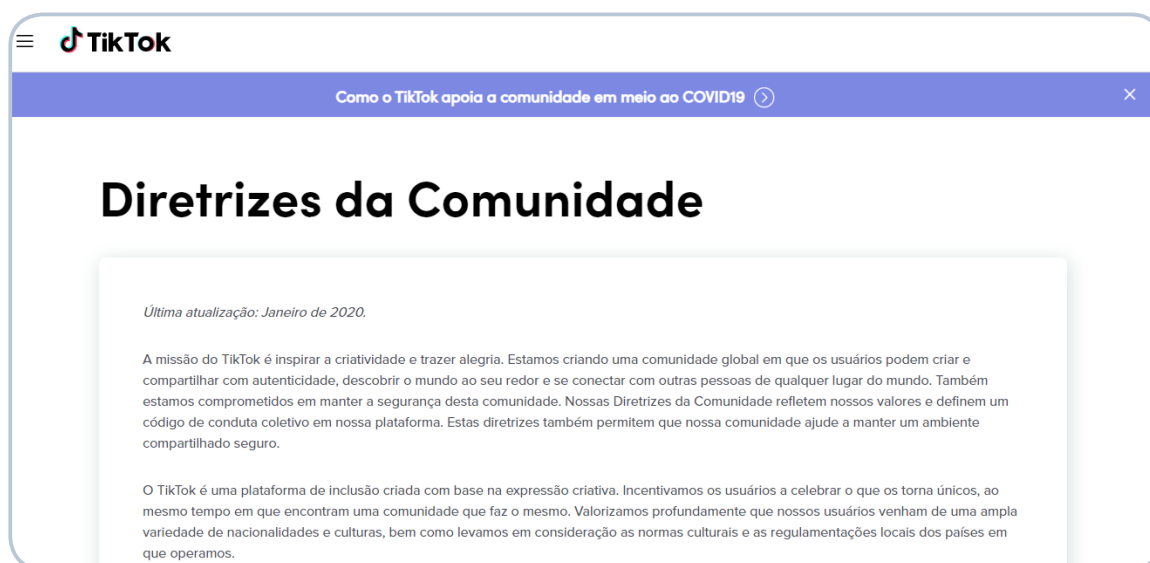 TikTok
Como o TikTok apoia a comunidade em meio ao COVID19
Diretrizes da Comunidade
Última atualização: Janeiro de 2020.
A missão do TikTok é inspirar a criatividade e trazer alegria. Estamos criando uma comunidade global em que os usuários podem criar e
compartilhar com autenticidade, descobrir o mundo ao seu redor e se conectar com outras pessoas de qualquer lugar do mundo. Também
estamos comprometidos em manter a segurança desta comunidade. Nossas Diretrizes da Comunidade refletem nossos valores e definem um
código de conduta coletivo em nossa plataforma. Estas diretrizes também permitem que nossa comunidade ajude a manter um ambiente
compartilhado seguro.
O TikTok é uma plataforma de inclusão criada com base na expressão criativa. Incentivamos os usuários a celebrar o que os torna únicos, ao
mesmo tempo em que encontram uma comunidade que faz o mesmo. Valorizamos profundamente que nossos usuários venham de uma ampla
variedade de nacionalidades e culturas, bem como levamos em consideração as normas culturais e as regulamentações locais dos países em
que operamos.